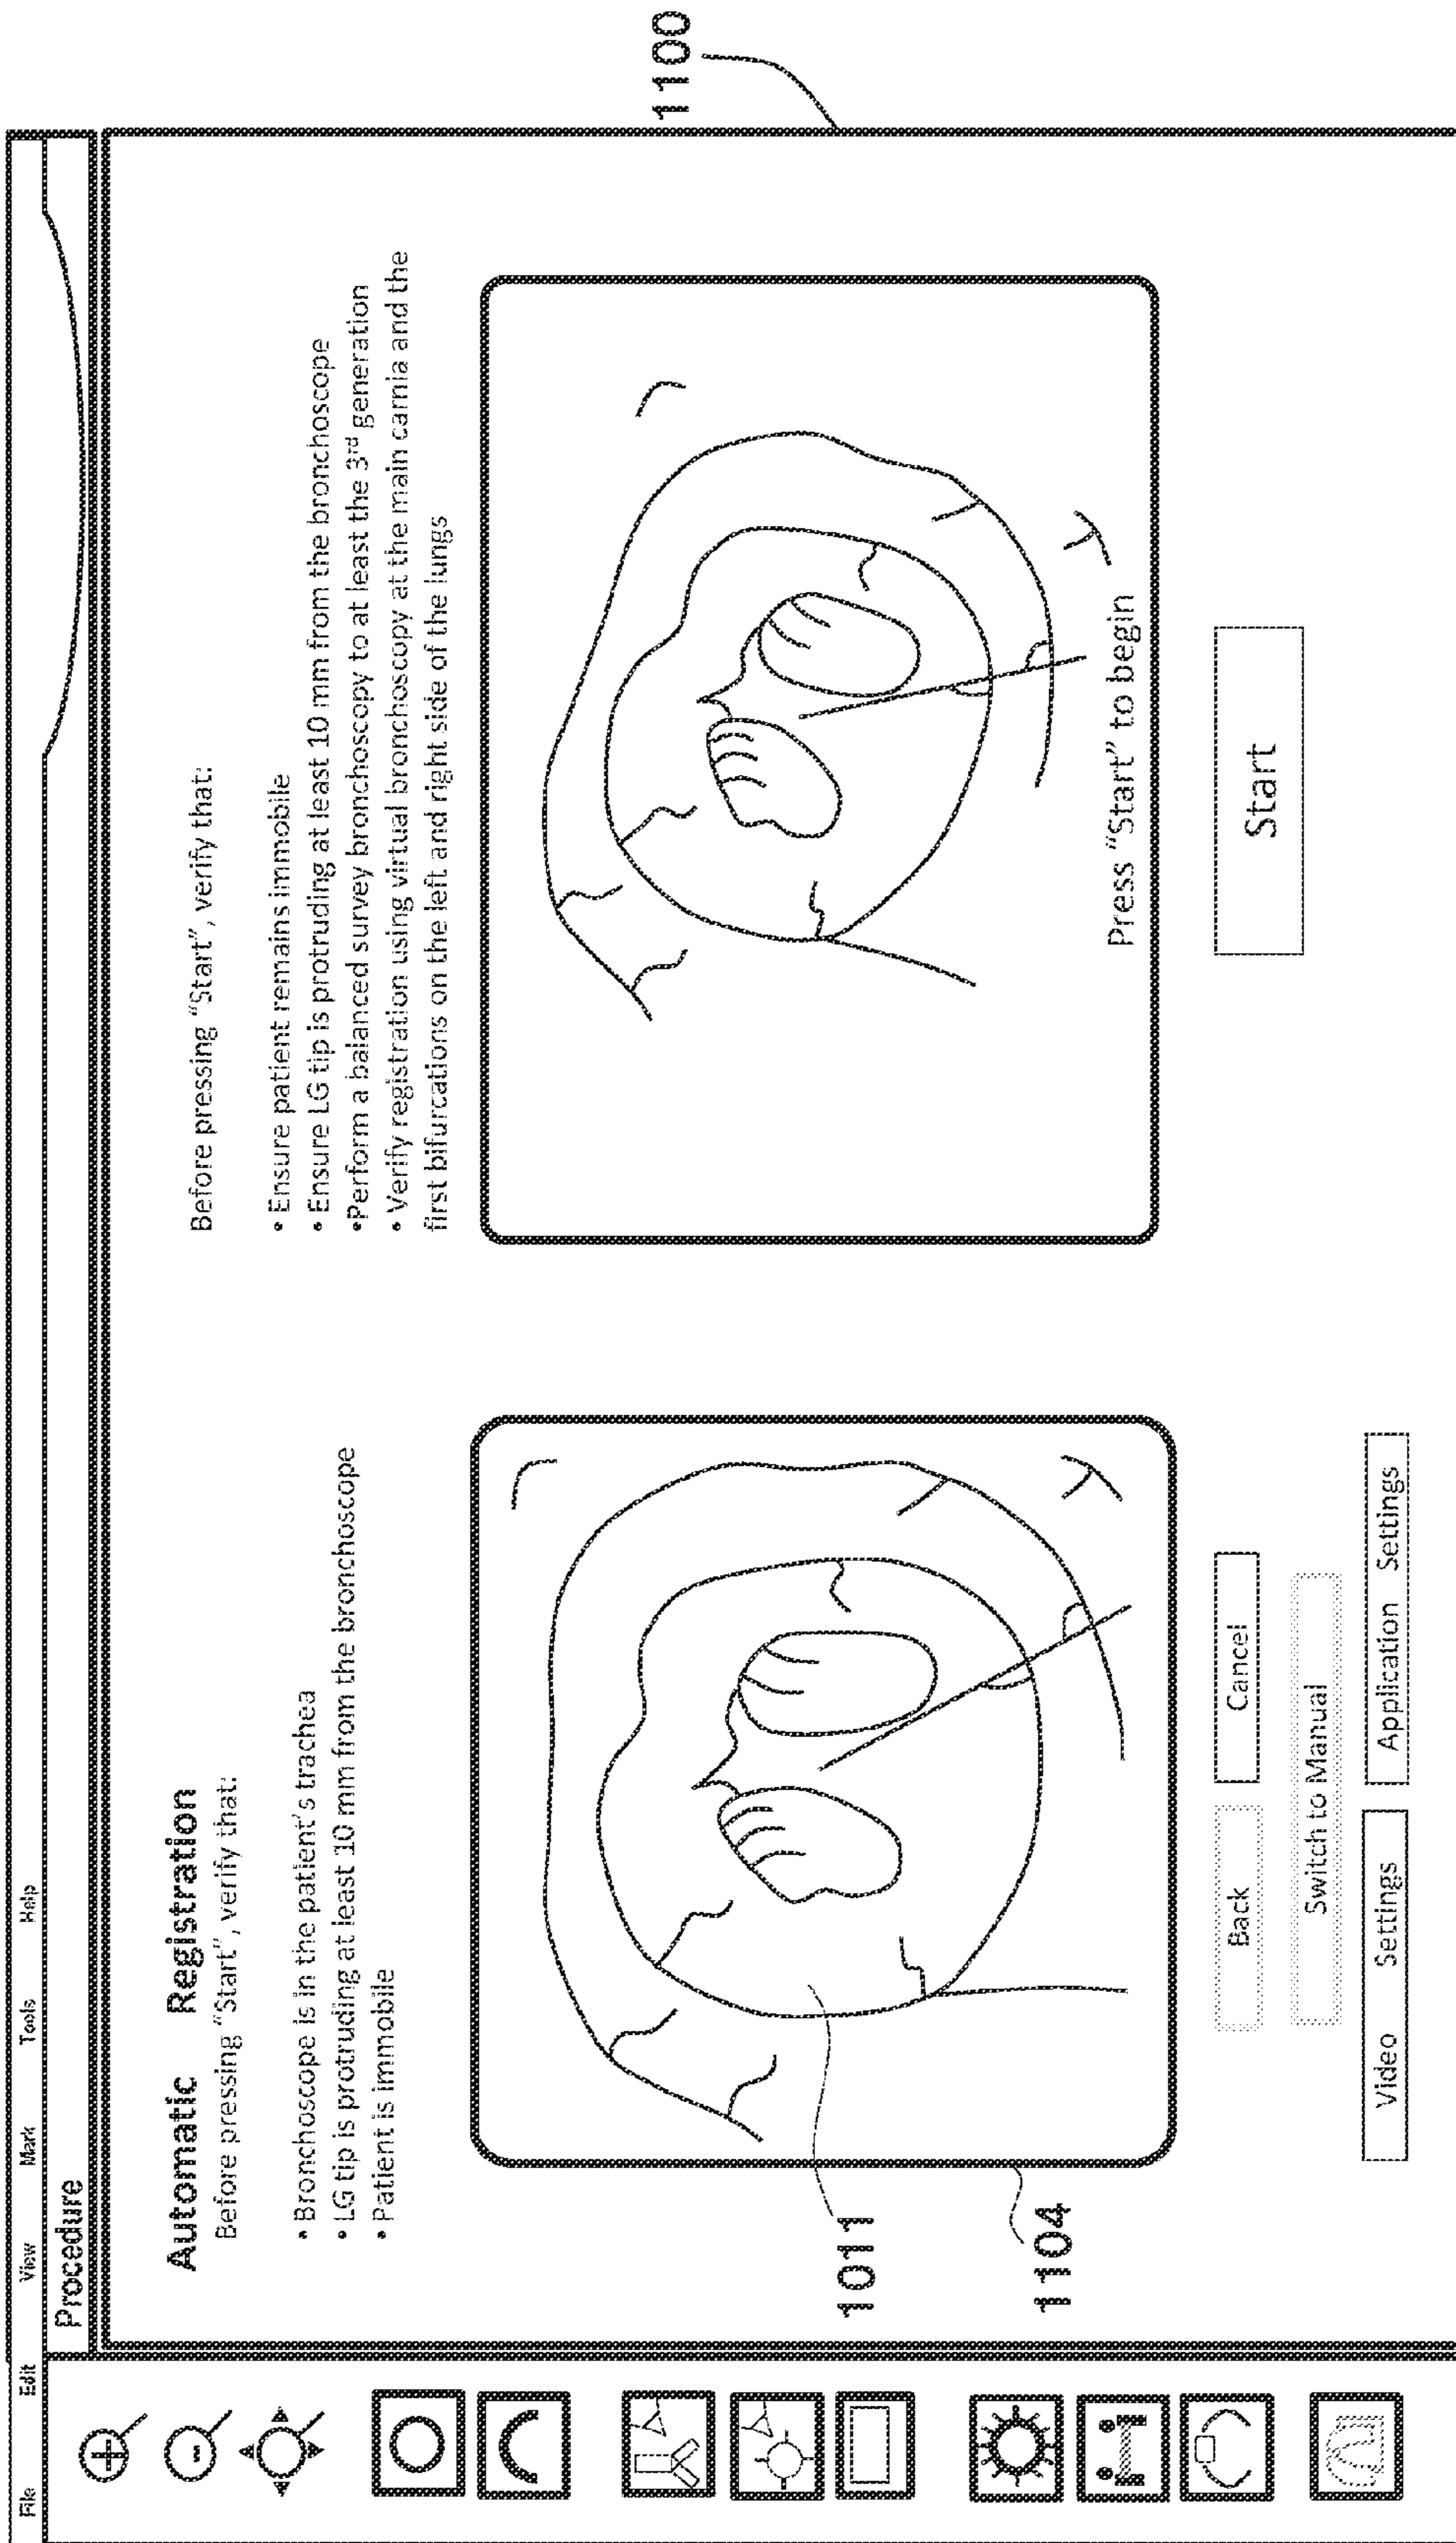 File Edit View Mark Tools Help
Procedure
Automatic Registration
Before pressing "Start", verify that:
• Bronchoscope is in the patient's trachea
• LG tip is protruding at least 10 mm from the bronchoscope
• Patient is immobile
1011
1104
Back Cancel
Switch to Manual
Video Settings Application Settings
Before pressing "Start", verify that:
• Ensure patient remains immobile
• Ensure LG tip is protruding at least 10 mm from the bronchoscope
•Perform a balanced survey bronchoscopy to at least the 3rd generation
• Verify registration using virtual bronchoscopy at the main carnia and the
first bifurcations on the left and right side of the lungs
Press "Start" to begin
Start
1100